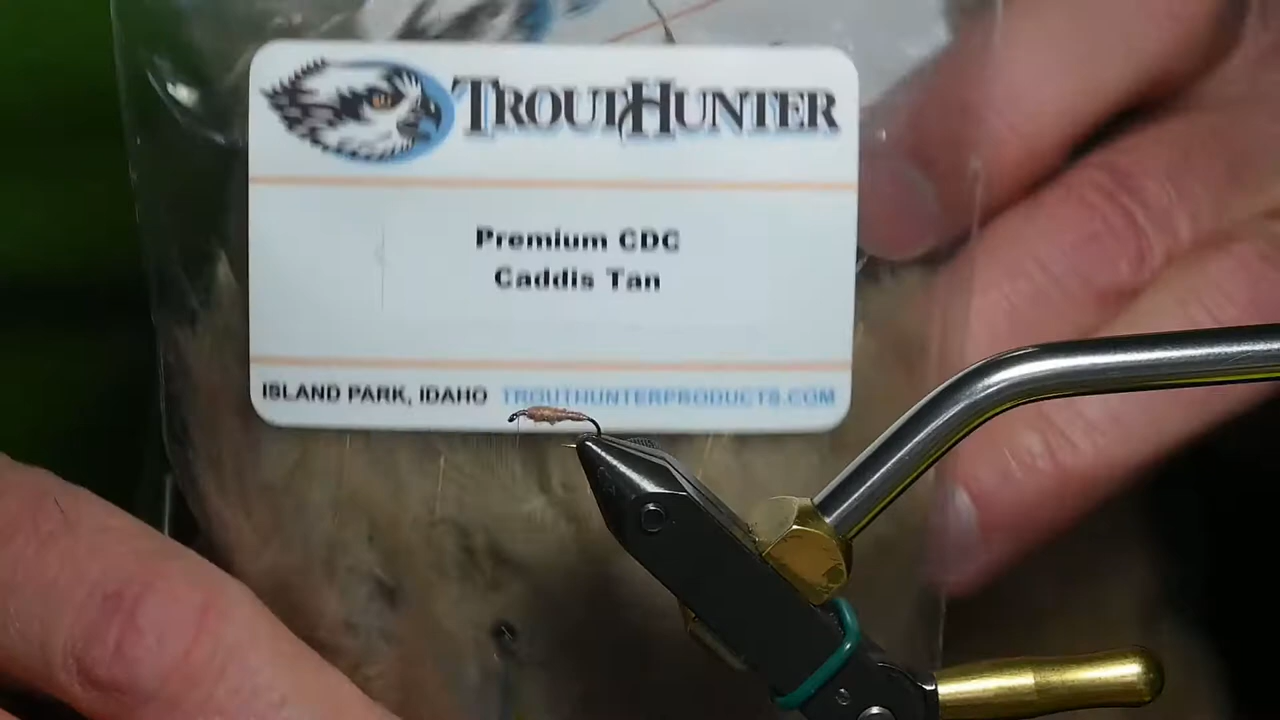 TROUTHUNTER
Premium CDC
Caddis Tan
ISLAND PARK, IDAHO TROUTHUNTERPRODUCTS.COM